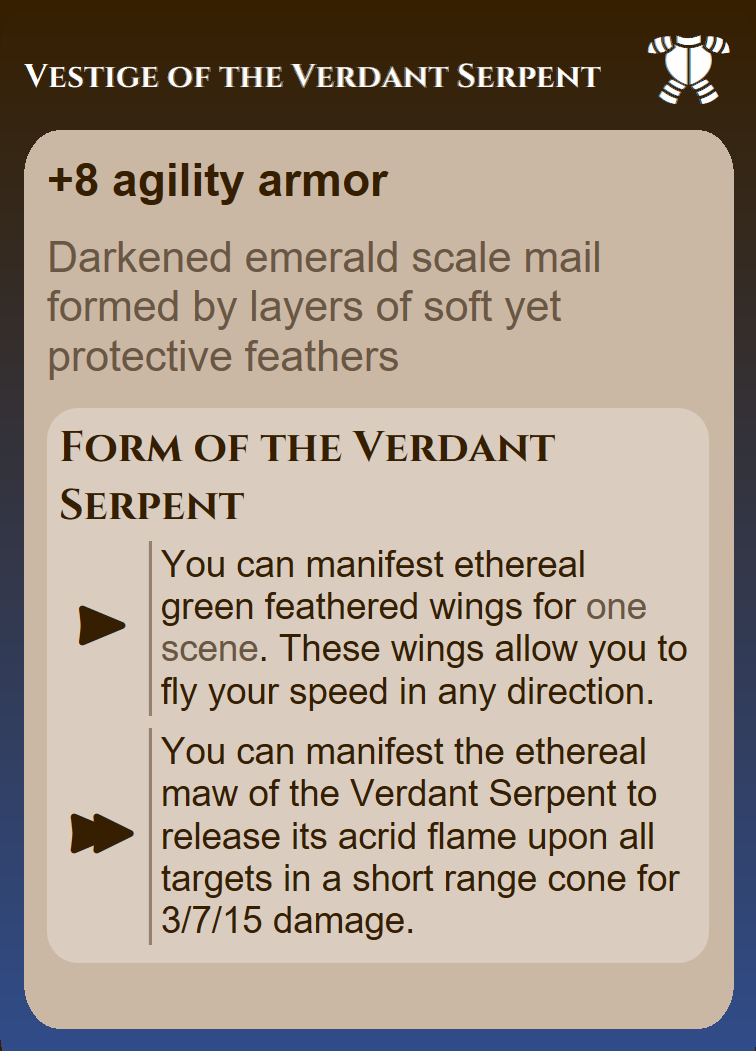 Vestige of the Verdant Serpent
+8 agility armor
Darkened emerald scale mail
formed by layers of soft yet
protective feathers
Form of the Verdant
Serpent
You can manifest ethereal
green feathered wings for one
scene. These wings allow you to
fly your speed in any direction.
You can manifest the ethereal
maw of the Verdant Serpent to
release its acrid flame upon all
targets in a short range cone for
3/7/15 damage.